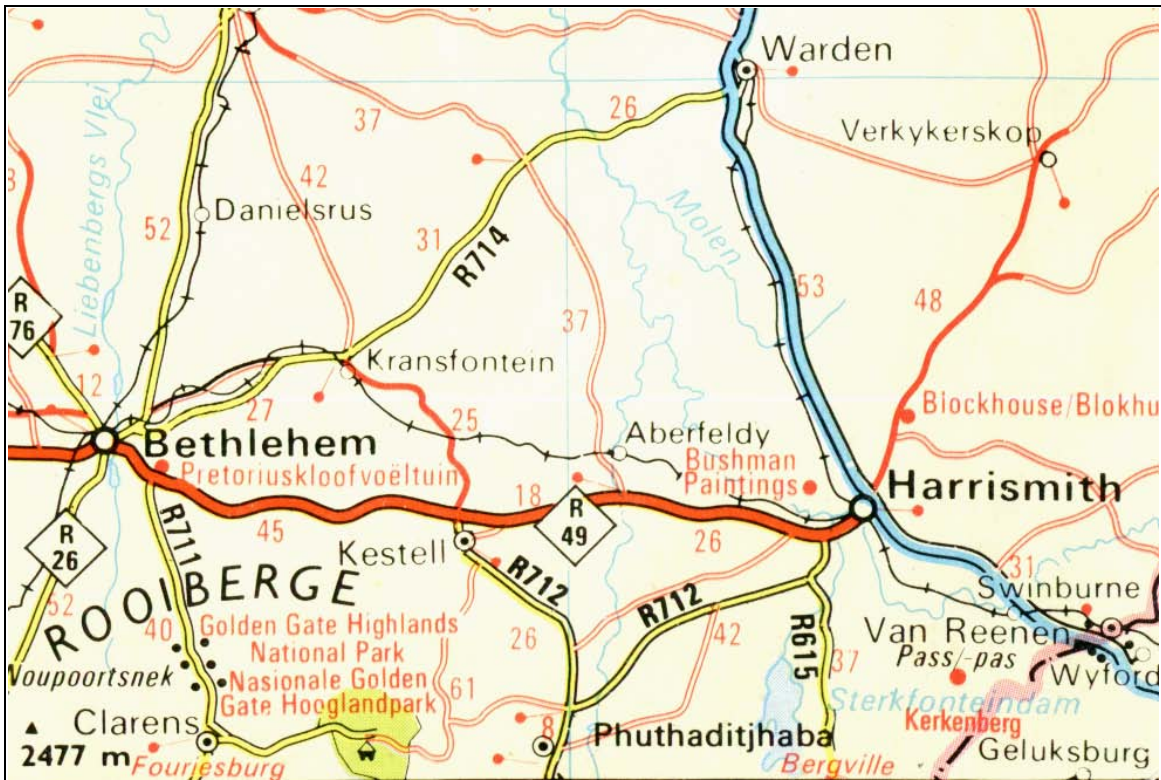 Warden
26
37
Verkykerskop
Liebenbergs Vlei
42
Danielsrus
52
Molen
31
R714
53
48
R
76
37
Kransfontein
12
27
25
Blockhouse/Blokhu
Aberfeldy
Bethlehem
Bushman
Paintings
Pretoriuskloofvoëltuin
18
Harrismith
45
R
49
26
R711
Kestell
R
26
R712
31
Swinburne
ROOIBERGE
52
R712
40
Golden Gate Highlands
National Park
Nasionale Golden
Gate Hooglandpark
26
42
R615
Van Reenen
Pass/-pas
37
Wyford
Noupoortsnek
61
Sterkfonteindam
Kerkenberg
Clarens
8
Phuthaditjhaba
2477 m
Fouriesburg
Bergville
Geluksburg